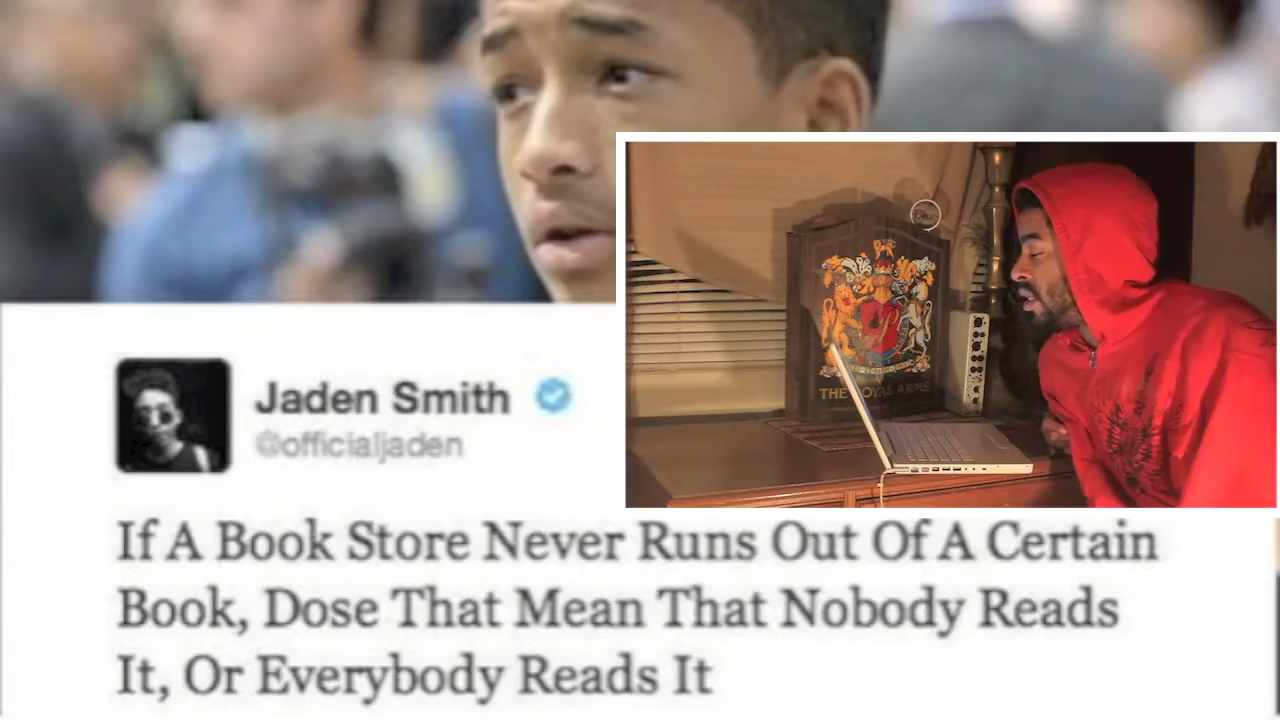 Jaden Smith
@officialjaden
If A Book Store Never Runs Out Of A Certain
Book, Dose That Mean That Nobody Reads
It, Or Everybody Reads It
THE ROYAL ARMS